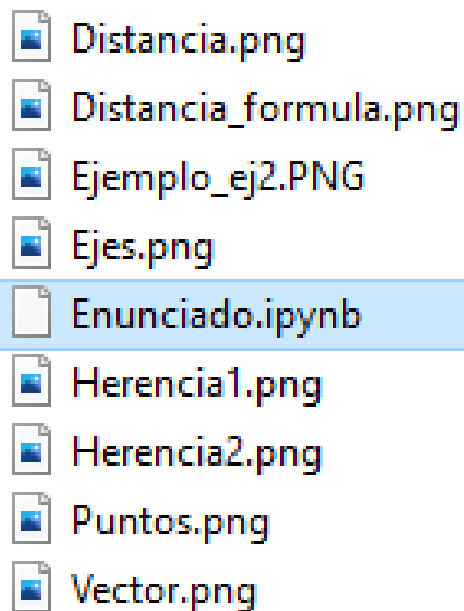 Distancia.png
Distancia_formula.png
Ejemplo_ej2.PNG
Ejes.png
Enunciado.ipynb
Herencia1.png
Herencia2.png
Puntos.png
Vector.png